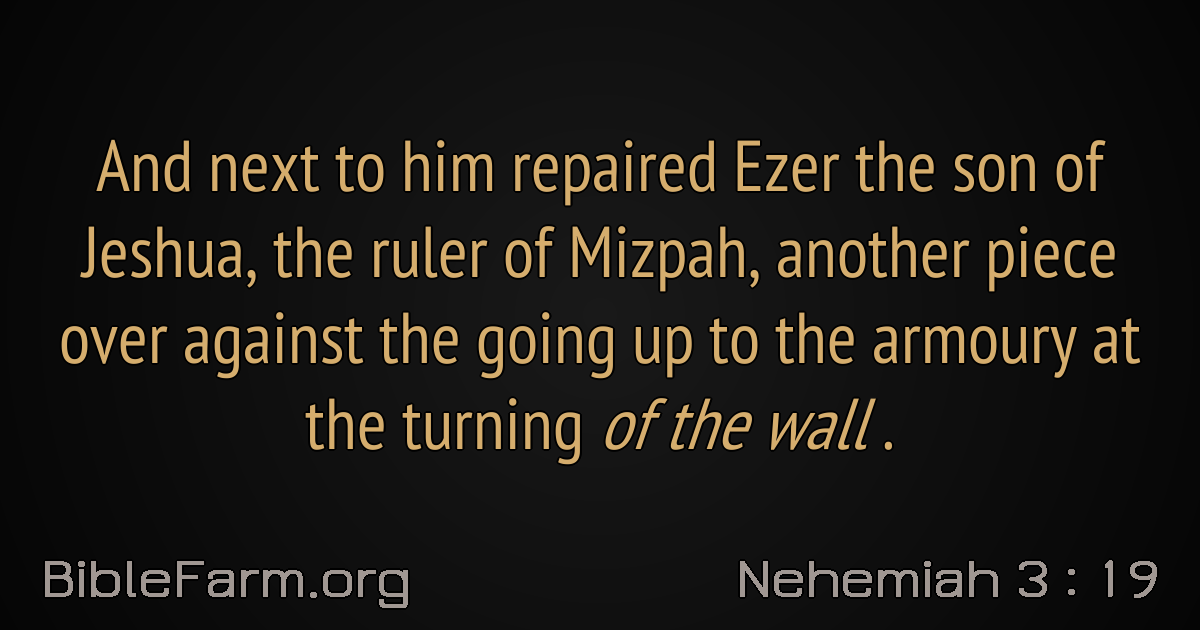 And next to him repaired Ezer the son of
Jeshua, the ruler of Mizpah, another piece
over against the going up to the armoury at
the turning of the wall .
BibleFarm.org
Nehemiah 3 : 19